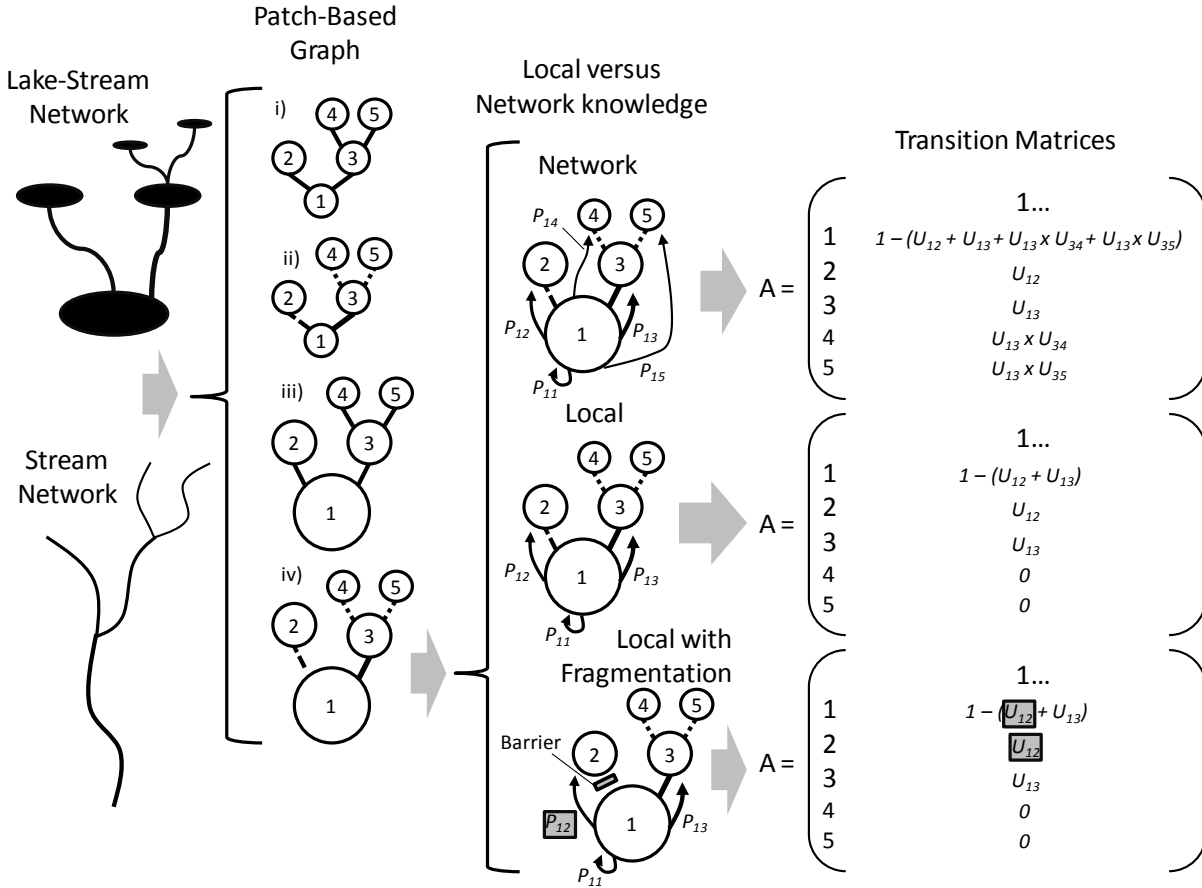 Patch-Based
Graph
Lake-Stream
Network
Stream
Network
i)
4 5
2 3
1
ii)
4 5
2 3
1
iii)
4 5
2 3
1
iv)
4 5
2 3
1
Local versus
Network knowledge
Network
P14
4 5
2 3
1
P12 P13
P11 P15
Local
4 5
2 3
1
P12 P13
P11
Local with
Fragmentation
4 5
Barrier
2 3
1
P12 P13
P11
Transition Matrices
A =
1...
1 1 – (U12 + U13 + U13 x U34 + U13 x U35)
2 U12
3 U13
4 U13 x U34
5 U13 x U35
A =
1...
1 1 – (U12 + U13)
2 U12
3 U13
4 0
5 0
A =
1...
1 1 – (U12 + U13)
2 U12
3 U13
4 0
5 0